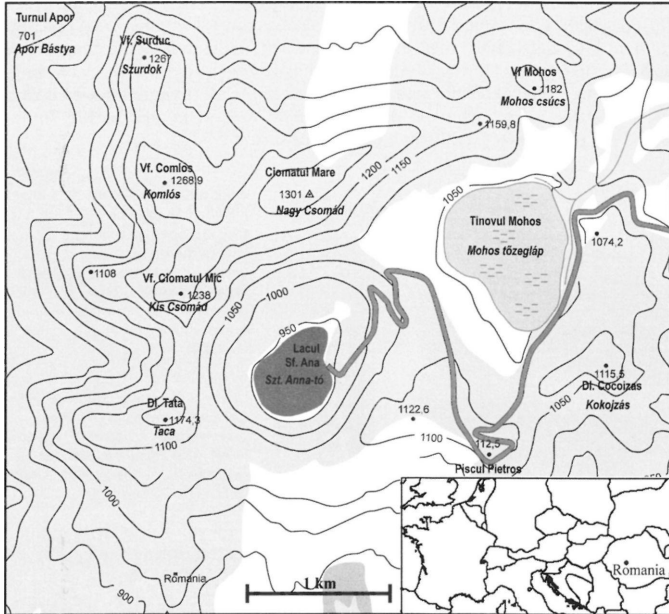 Turnul Apor
701
Apor Bástya
Vf. Surduc
1267
Szurdok
Vf Mohos
1182
Mohos csúcs
1159,8
Vf. Comlos
1268,9
Komlós
Ciomatul Mare
1301
Nagy Csomád
1200
1150
1050
Tinovul Mohos
Mohos tőzegláp
1074,2
1108
Vf. Ciomatul Mic
1238
Kis Csomád
1050
1000
950
Lacul
Sf. Ana
Szt. Anna-tó
1115,5
Dl. Cocoizas
Kokojzás
1050
Dl. Tata
1174,3
Taca
1100
1122,6
1100
112,5
Piscul Pietros
1000
900
Romania
1 km
Romania